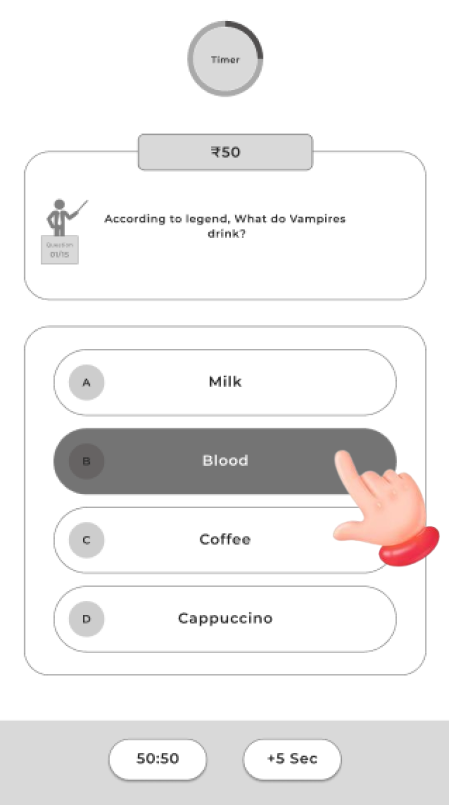 Timer
₹50
According to legend, What do Vampires
drink?
Question
01/15
A
Milk
B
Blood
C
Coffee
D
Cappuccino
50:50
+5 Sec